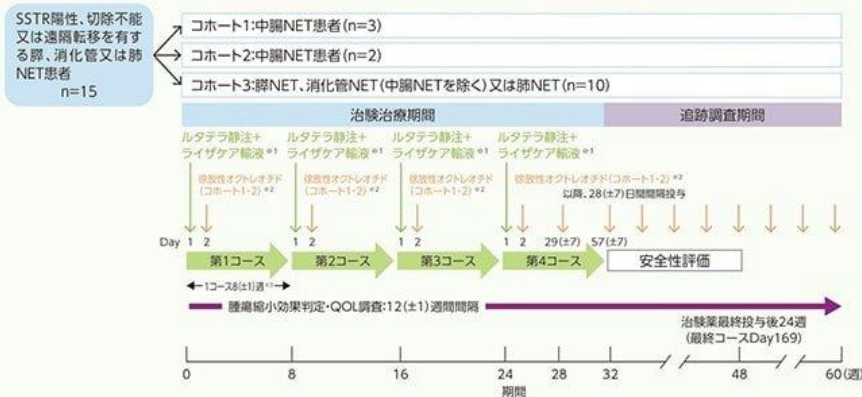 SSTR陽性、切除不能
又は遠隔転移を有す
る膵、消化管又は肺
NET患者
n=15
コホート1:中腸NET患者(n=3)
コホート2:中腸NET患者(n=2)
コホート3:膵NET、消化管NET(中腸NETを除く)又は肺NET(n=10)
治験治療期間
追跡調査期間
ルタテラ静注+
ライザケア輸液 ※1
ルタテラ静注+
ライザケア輸液 ※1
ルタテラ静注+
ライザケア輸液 ※1
ルタテラ静注+
ライザケア輸液 ※1
徐放性オクトレオチド
(コホート1・2) ※2
徐放性オクトレオチド
(コホート1・2) ※2
徐放性オクトレオチド
(コホート1・2) ※2
徐放性オクトレオチド(コホート1・2) ※2
以降、28(±7)日間間隔投与
Day 1 2 1 2 1 2 1 2 29(±7) 57(±7)
第1コース 第2コース 第3コース 第4コース 安全性評価
1コース8(±1)週 ※3
腫瘍縮小効果判定・QOL調査:12(±1)週間間隔
治験薬最終投与後24週
(最終コースDay169)
0 8 16 24 28 32 48 60(週)
期間